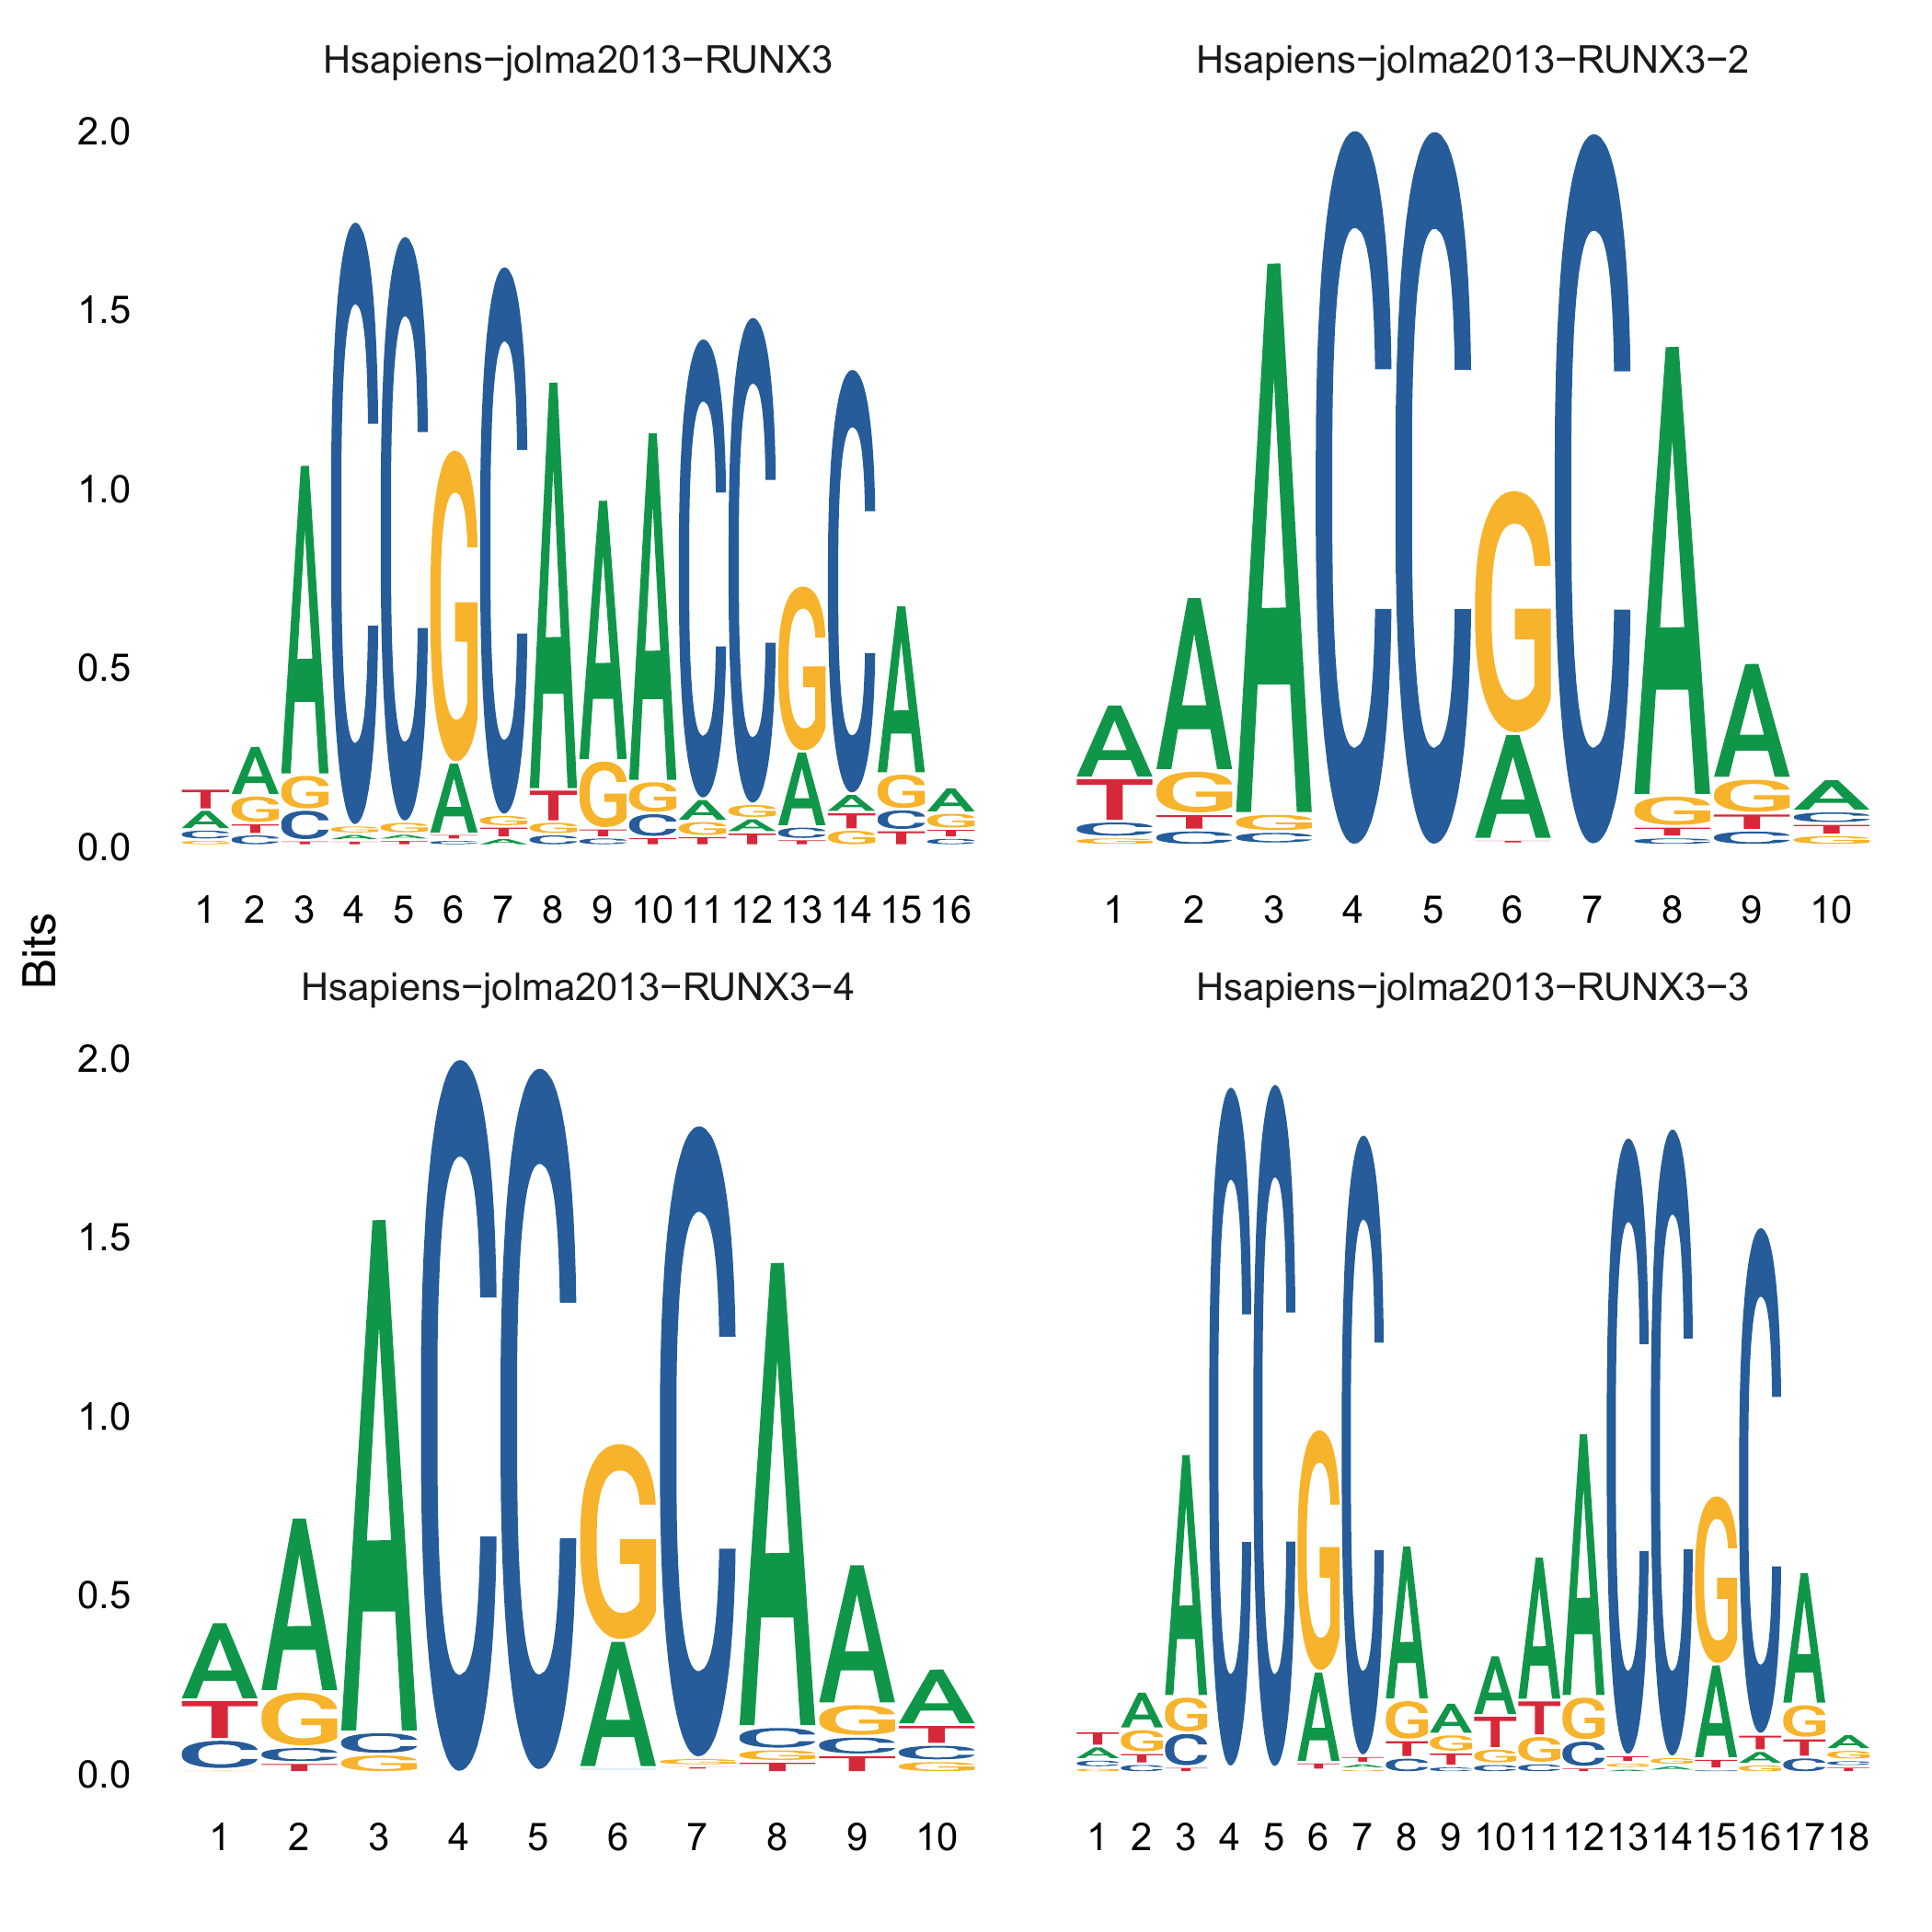 Hsapiens−jolma2013−RUNX3
Hsapiens−jolma2013−RUNX3−2
2.0
1.5
1.0
0.5
0.0
1 2 3 4 5 6 7 8 9 10 11 12 13 14 15 16
1 2 3 4 5 6 7 8 9 10
Bits
Hsapiens−jolma2013−RUNX3−4
Hsapiens−jolma2013−RUNX3−3
2.0
1.5
1.0
0.5
0.0
1 2 3 4 5 6 7 8 9 10
1 2 3 4 5 6 7 8 9 10 11 12 13 14 15 16 17 18